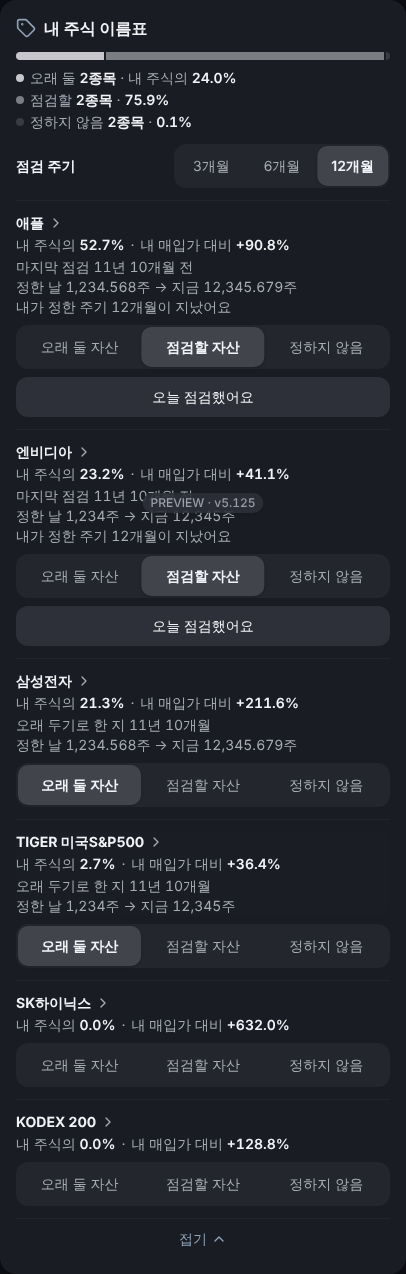 내 주식 이름표
오래 둘 2종목 · 내 주식의 24.0%
점검할 2종목 · 75.9%
정하지 않음 2종목 · 0.1%
점검 주기 3개월 6개월 12개월
애플
내 주식의 52.7% · 내 매입가 대비 +90.8%
마지막 점검 11년 10개월 전
정한 날 1,234.568주 → 지금 12,345.679주
내가 정한 주기 12개월이 지났어요
오래 둘 자산 점검할 자산 정하지 않음
오늘 점검했어요
엔비디아
내 주식의 23.2% · 내 매입가 대비 +41.1%
마지막 점검 11년 10개월 전
PREVIEW · v5.125
정한 날 1,234주 → 지금 12,345주
내가 정한 주기 12개월이 지났어요
오래 둘 자산 점검할 자산 정하지 않음
오늘 점검했어요
삼성전자
내 주식의 21.3% · 내 매입가 대비 +211.6%
오래 두기로 한 지 11년 10개월
정한 날 1,234.568주 → 지금 12,345.679주
오래 둘 자산 점검할 자산 정하지 않음
TIGER 미국S&P500
내 주식의 2.7% · 내 매입가 대비 +36.4%
오래 두기로 한 지 11년 10개월
정한 날 1,234주 → 지금 12,345주
오래 둘 자산 점검할 자산 정하지 않음
SK하이닉스
내 주식의 0.0% · 내 매입가 대비 +632.0%
오래 둘 자산 점검할 자산 정하지 않음
KODEX 200
내 주식의 0.0% · 내 매입가 대비 +128.8%
오래 둘 자산 점검할 자산 정하지 않음
접기